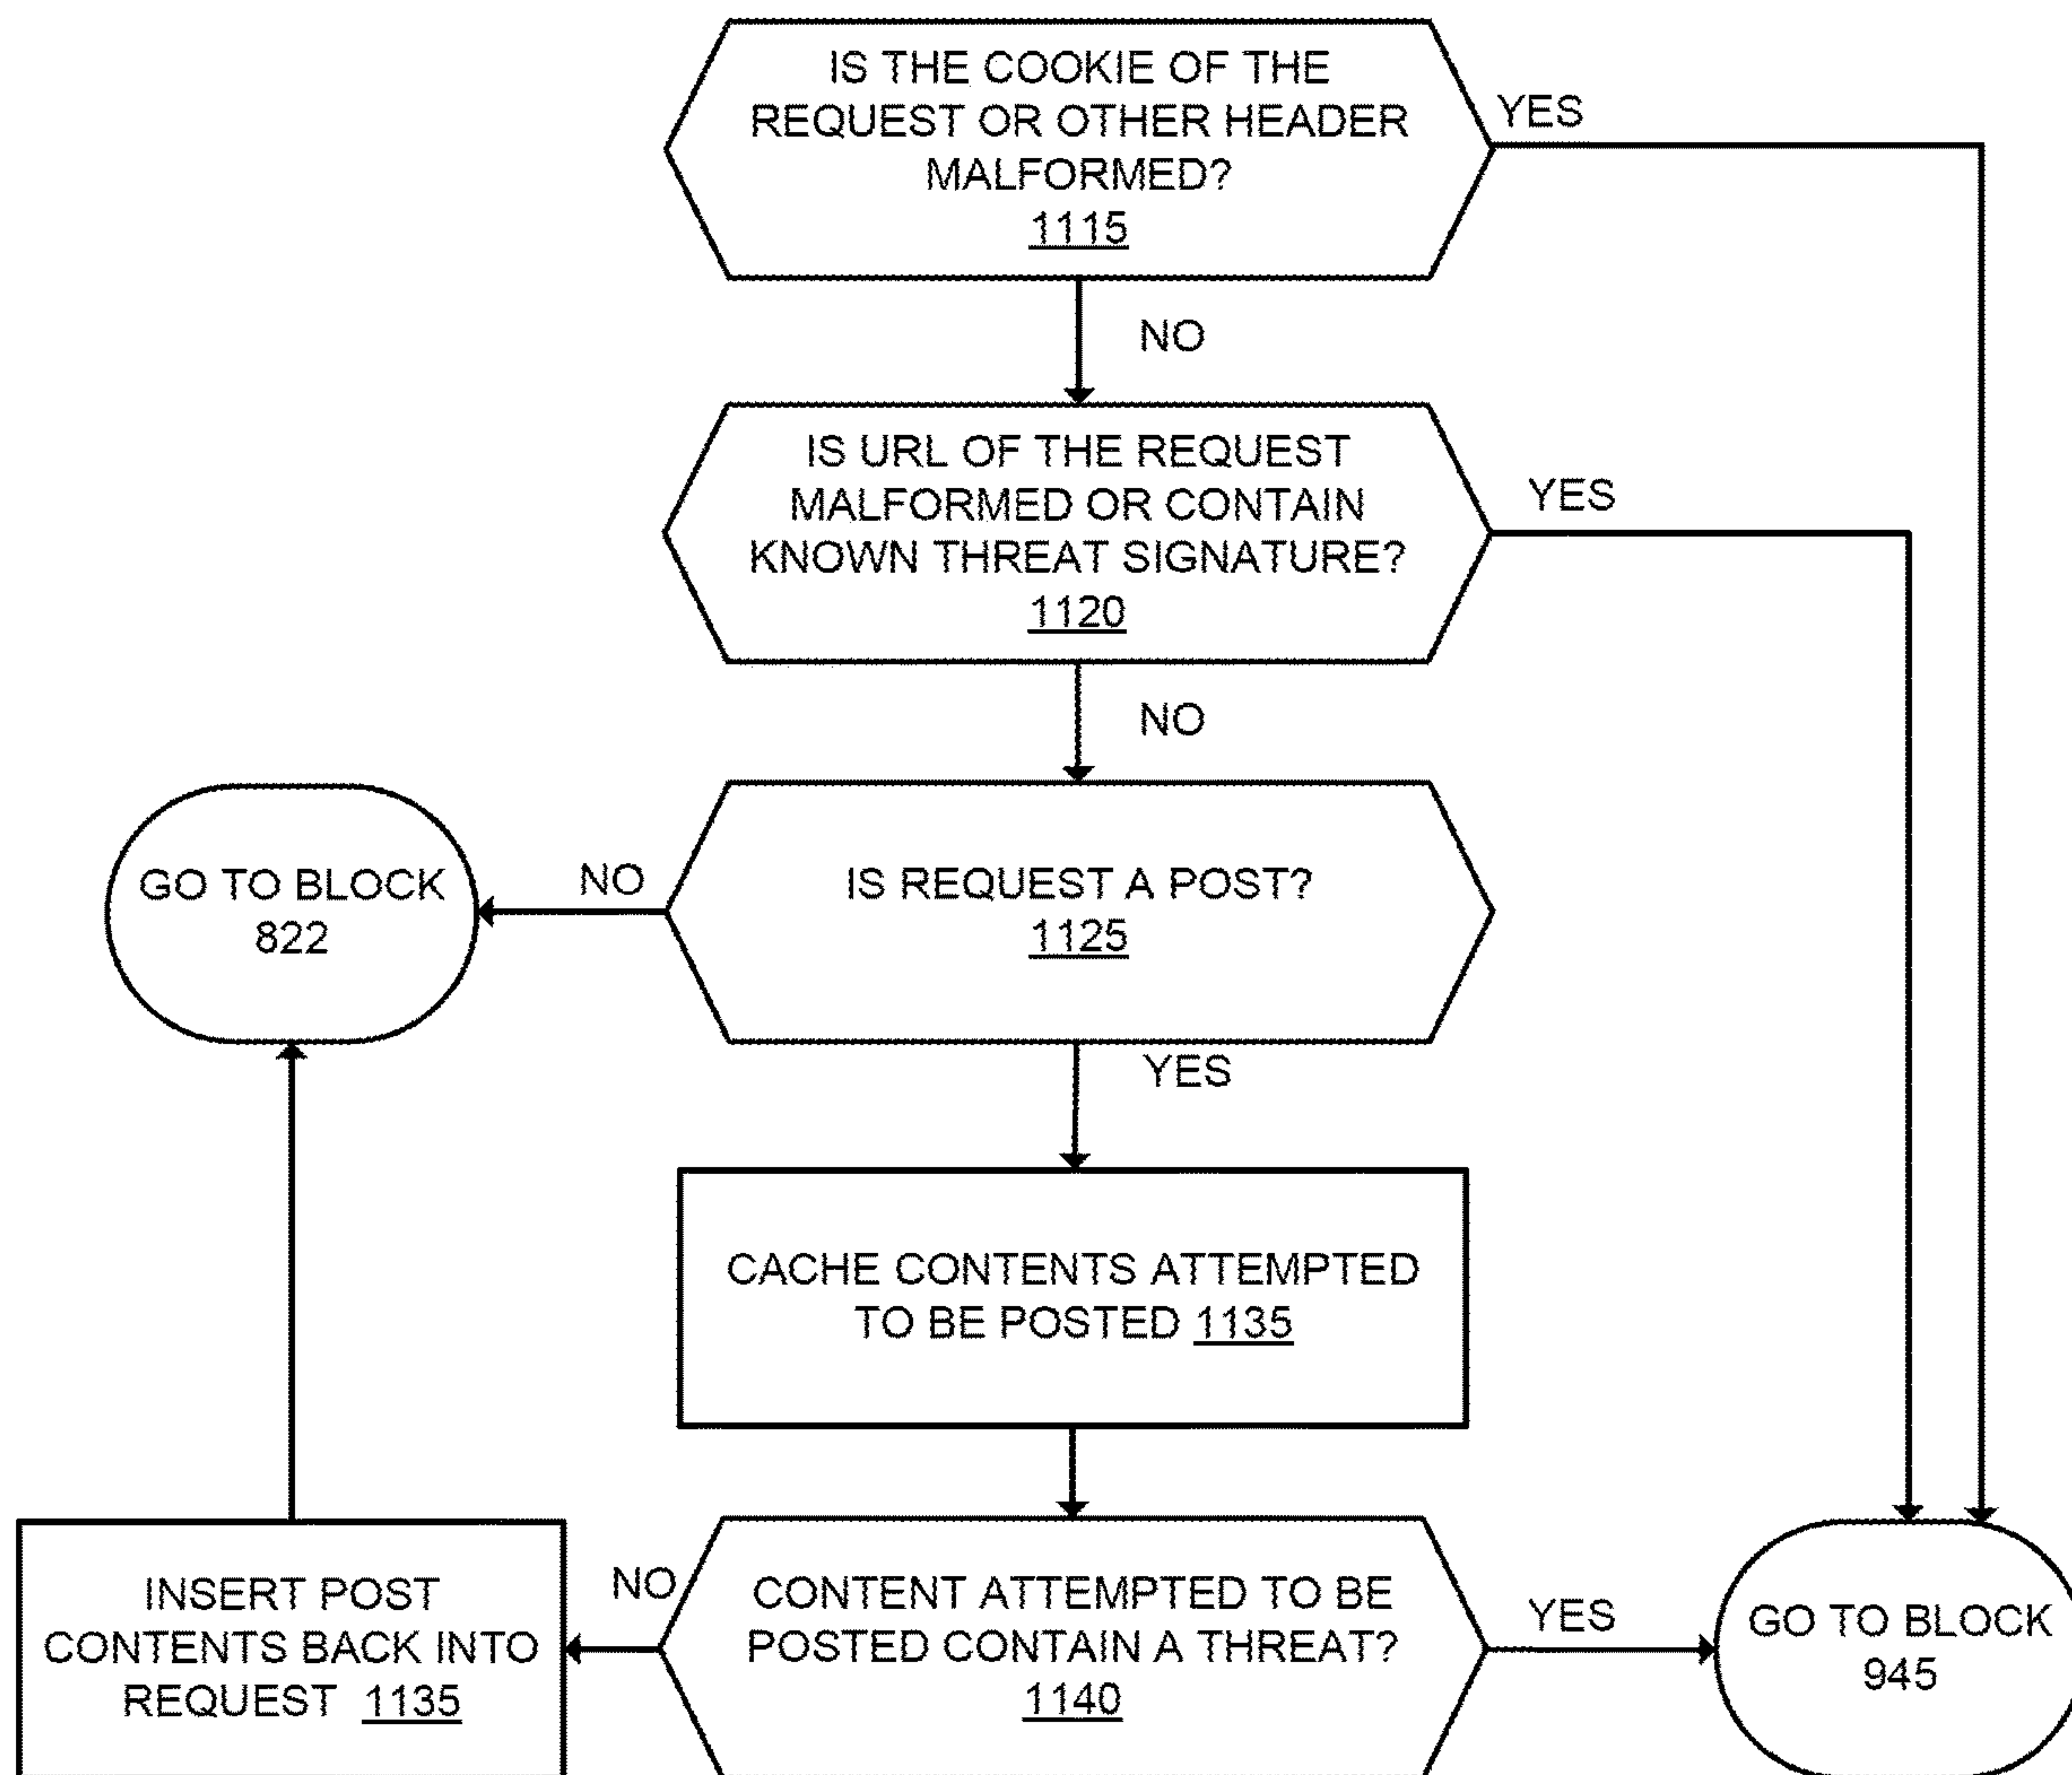 IS THE COOKIE OF THE
REQUEST OR OTHER HEADER
MALFORMED?
1115
YES
NO
IS URL OF THE REQUEST
MALFORMED OR CONTAIN
KNOWN THREAT SIGNATURE?
1120
YES
NO
GO TO BLOCK
822
NO
IS REQUEST A POST?
1125
YES
CACHE CONTENTS ATTEMPTED
TO BE POSTED 1135
INSERT POST
CONTENTS BACK INTO
REQUEST 1135
NO
CONTENT ATTEMPTED TO BE
POSTED CONTAIN A THREAT?
1140
YES
GO TO BLOCK
945